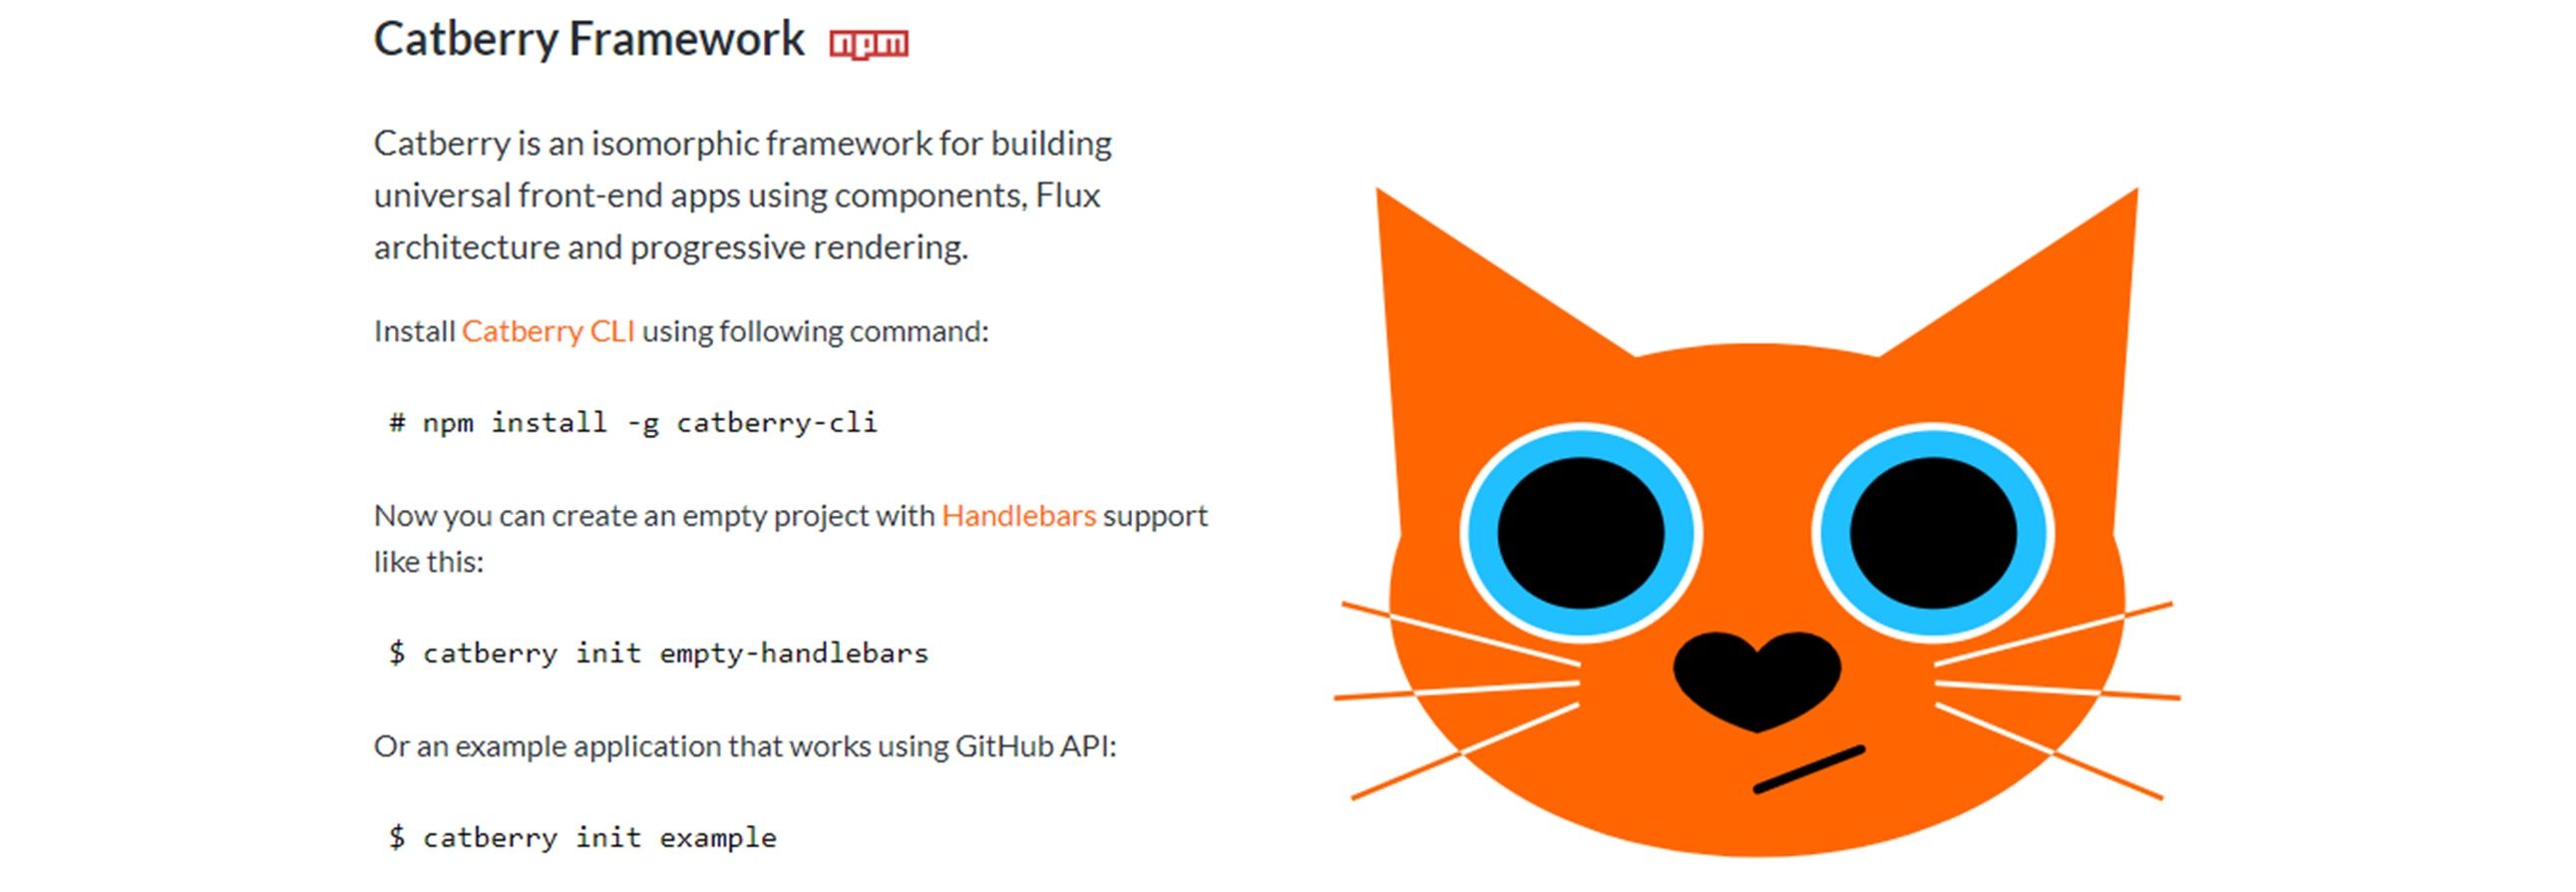 Catberry Framework npm
Catberry is an isomorphic framework for building
universal front-end apps using components, Flux
architecture and progressive rendering.
Install Catberry CLI using following command:
# npm install -g catberry-cli
Now you can create an empty project with Handlebars support
like this:
$ catberry init empty-handlebars
Or an example application that works using GitHub API:
$ catberry init example